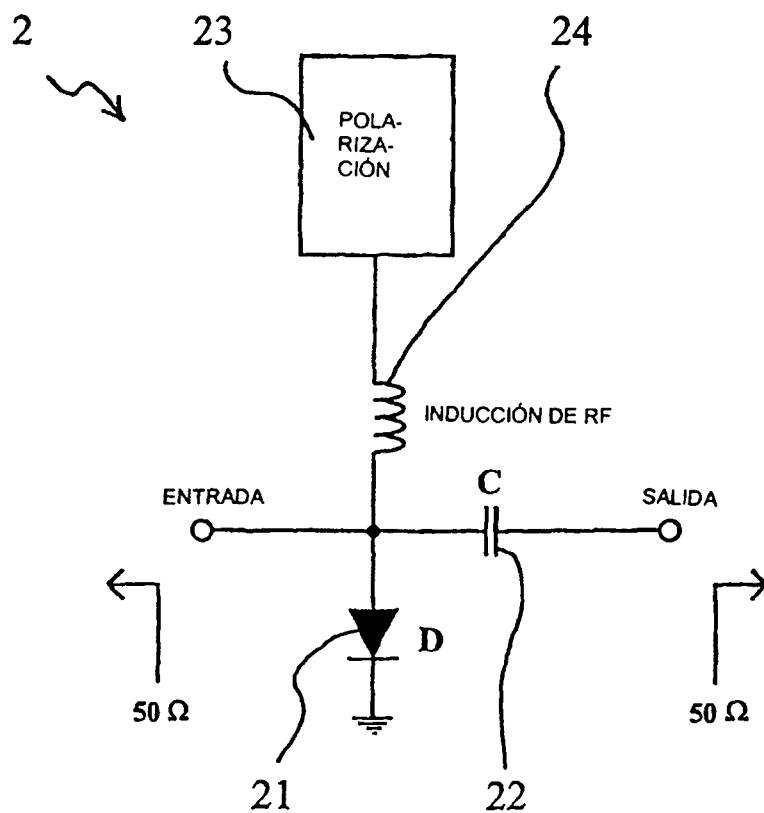 2
23
24
POLA-
RIZA-
CIÓN
INDUCCIÓN DE RF
ENTRADA
C
SALIDA
D
50 Ω
50 Ω
21
22